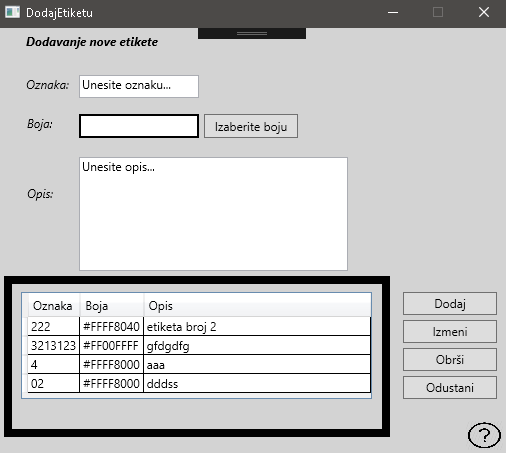 DodajEtiketu
Dodavanje nove etikete
Oznaka: Unesite oznaku...
Boja: Izaberite boju
Opis: Unesite opis...
Oznaka Boja Opis
222 #FFFF8040 etiketa broj 2
3213123 #FF00FFFF gfdgdfg
4 #FFFF8000 aaa
02 #FFFF8000 dddss
Dodaj
Izmeni
Obrši
Odustani
?